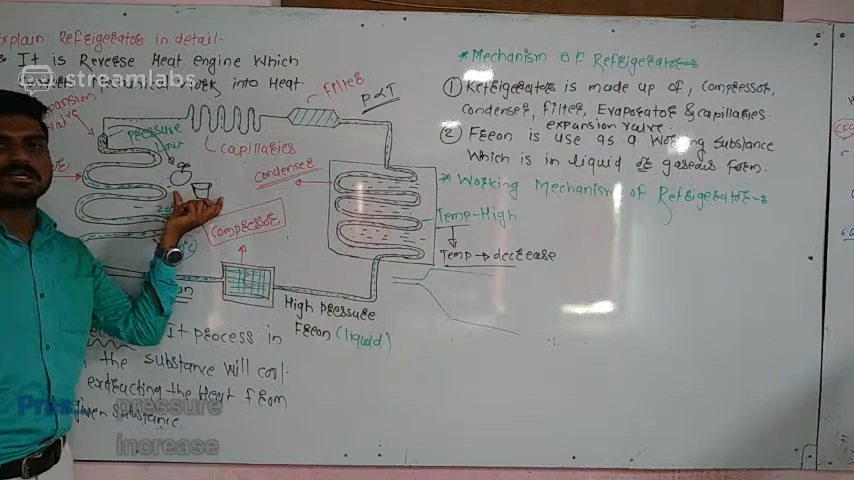 Explain Refrigerator in detail.
It is Reverse Heat engine Which
work into Heat.
streamlabs
Expansion
valve
pressure
low
capillaries
Filter
P∝T
condenser
compressor
Temp-High
Temp → decrease
High pressure
Freon (liquid)
It process in
the substance will cool.
the Heat from
given substance.
pressure
increase
* Mechanism of Refrigerator →
① Refrigerator is made up of, compressor,
condenser, filter, Evaporator & capillaries.
expansion valve.
② Freon is use as a working substance
Which is in liquid or gaseous form.
* Working Mechanism of Refrigerator →